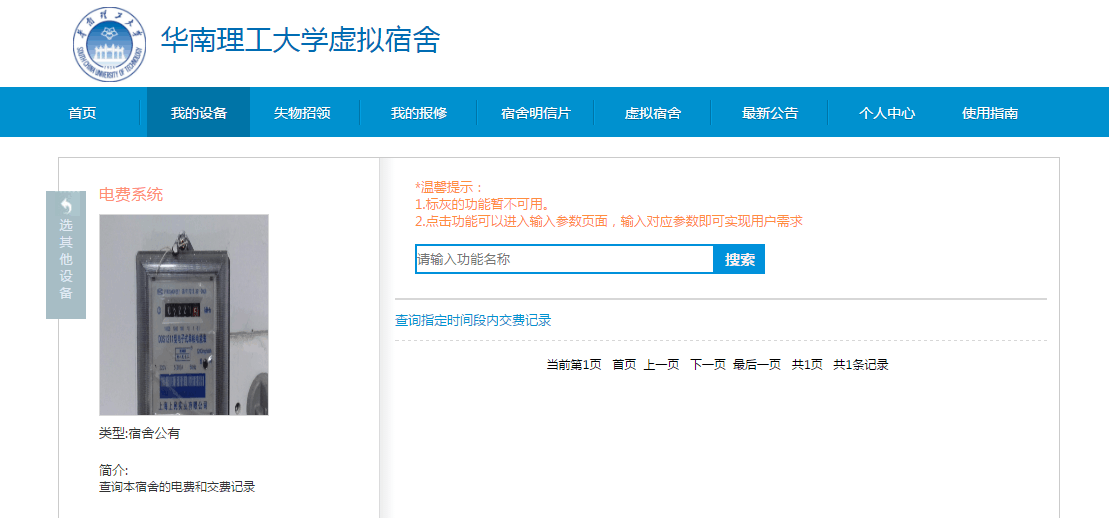 华南理工大学虚拟宿舍
首页 我的设备 失物招领 我的报修 宿舍明信片 虚拟宿舍 最新公告 个人中心 使用指南
选其他设备
电费系统
类型:宿舍公有
简介:
查询本宿舍的电费和交费记录
*温馨提示：
1.标灰的功能暂不可用。
2.点击功能可以进入输入参数页面，输入对应参数即可实现用户需求
请输入功能名称 搜索
查询指定时间段内交费记录
当前第1页 首页 上一页 下一页 最后一页 共1页 共1条记录